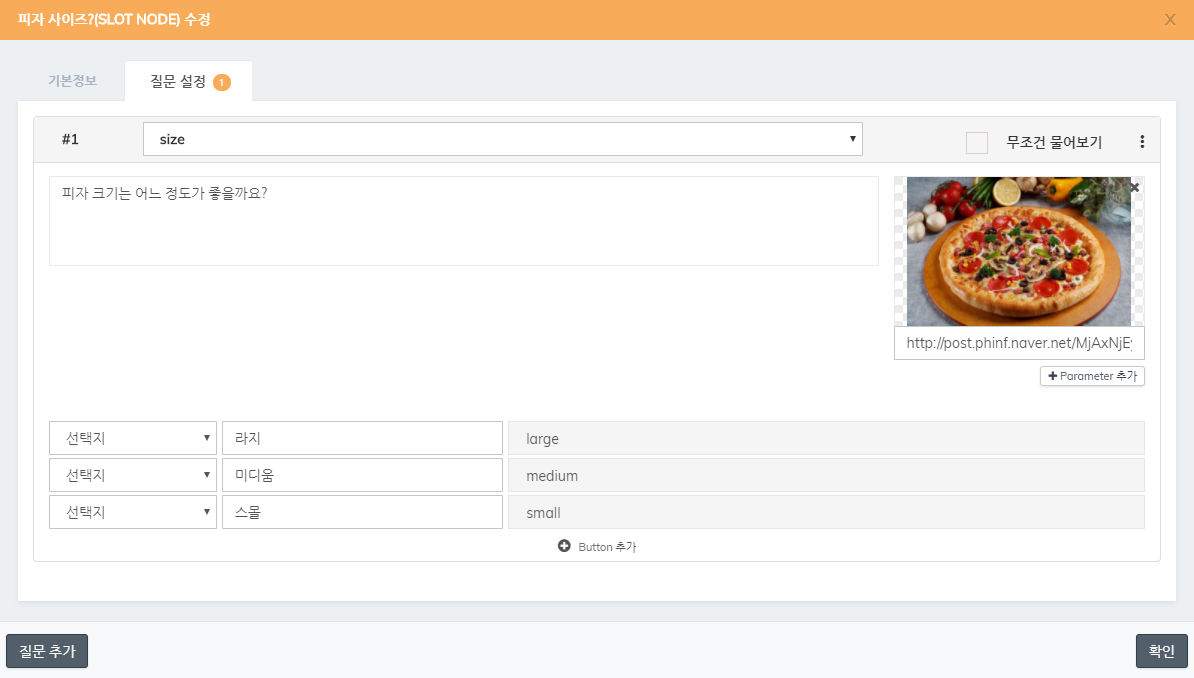 피자 사이즈?(SLOT NODE) 수정
X
기본정보
질문 설정 1
#1
size
무조건 물어보기
피자 크기는 어느 정도가 좋을까요?
http://post.phinf.naver.net/MjAxNjE
Parameter 추가
선택지 라지 large
선택지 미디움 medium
선택지 스몰 small
Button 추가
질문 추가
확인